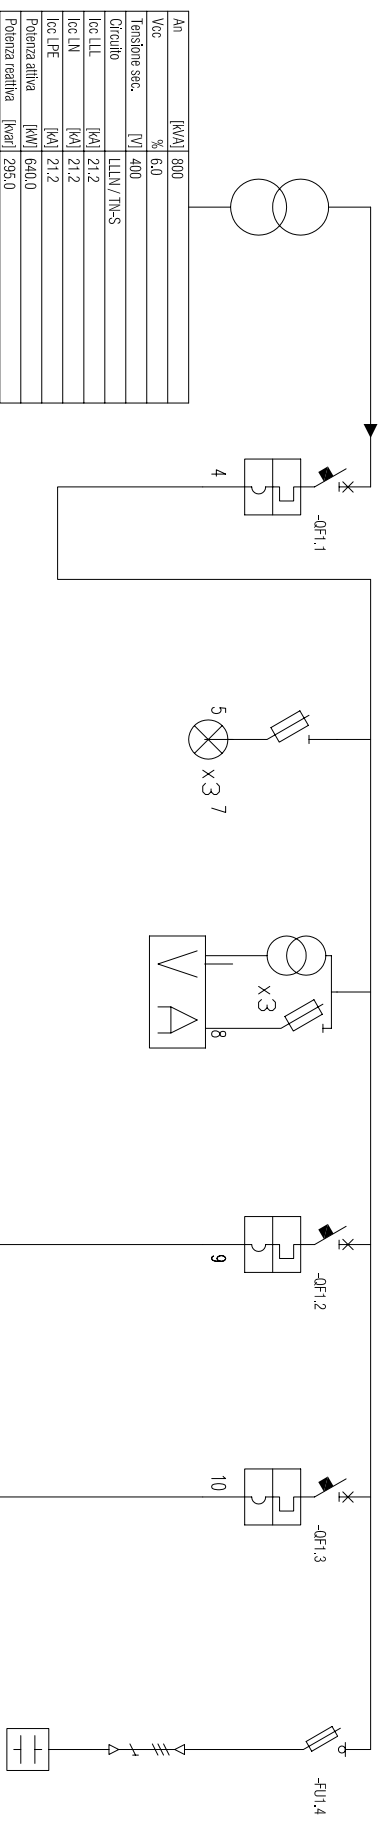 An [kVA] 800
Vcc % 6.0
Tensione sec. [V] 400
Circuito LLLN / TN-S
Icc LLL [kA] 21.2
Icc LN [kA] 21.2
Icc LPE [kA] 21.2
Potenza attiva [kW] 640.0
Potenza reattiva [kvar] 295.0
-QF1.1
4
5
x3
7
x3
V
A
8
-QF1.2
9
-QF1.3
10
-FU1.4